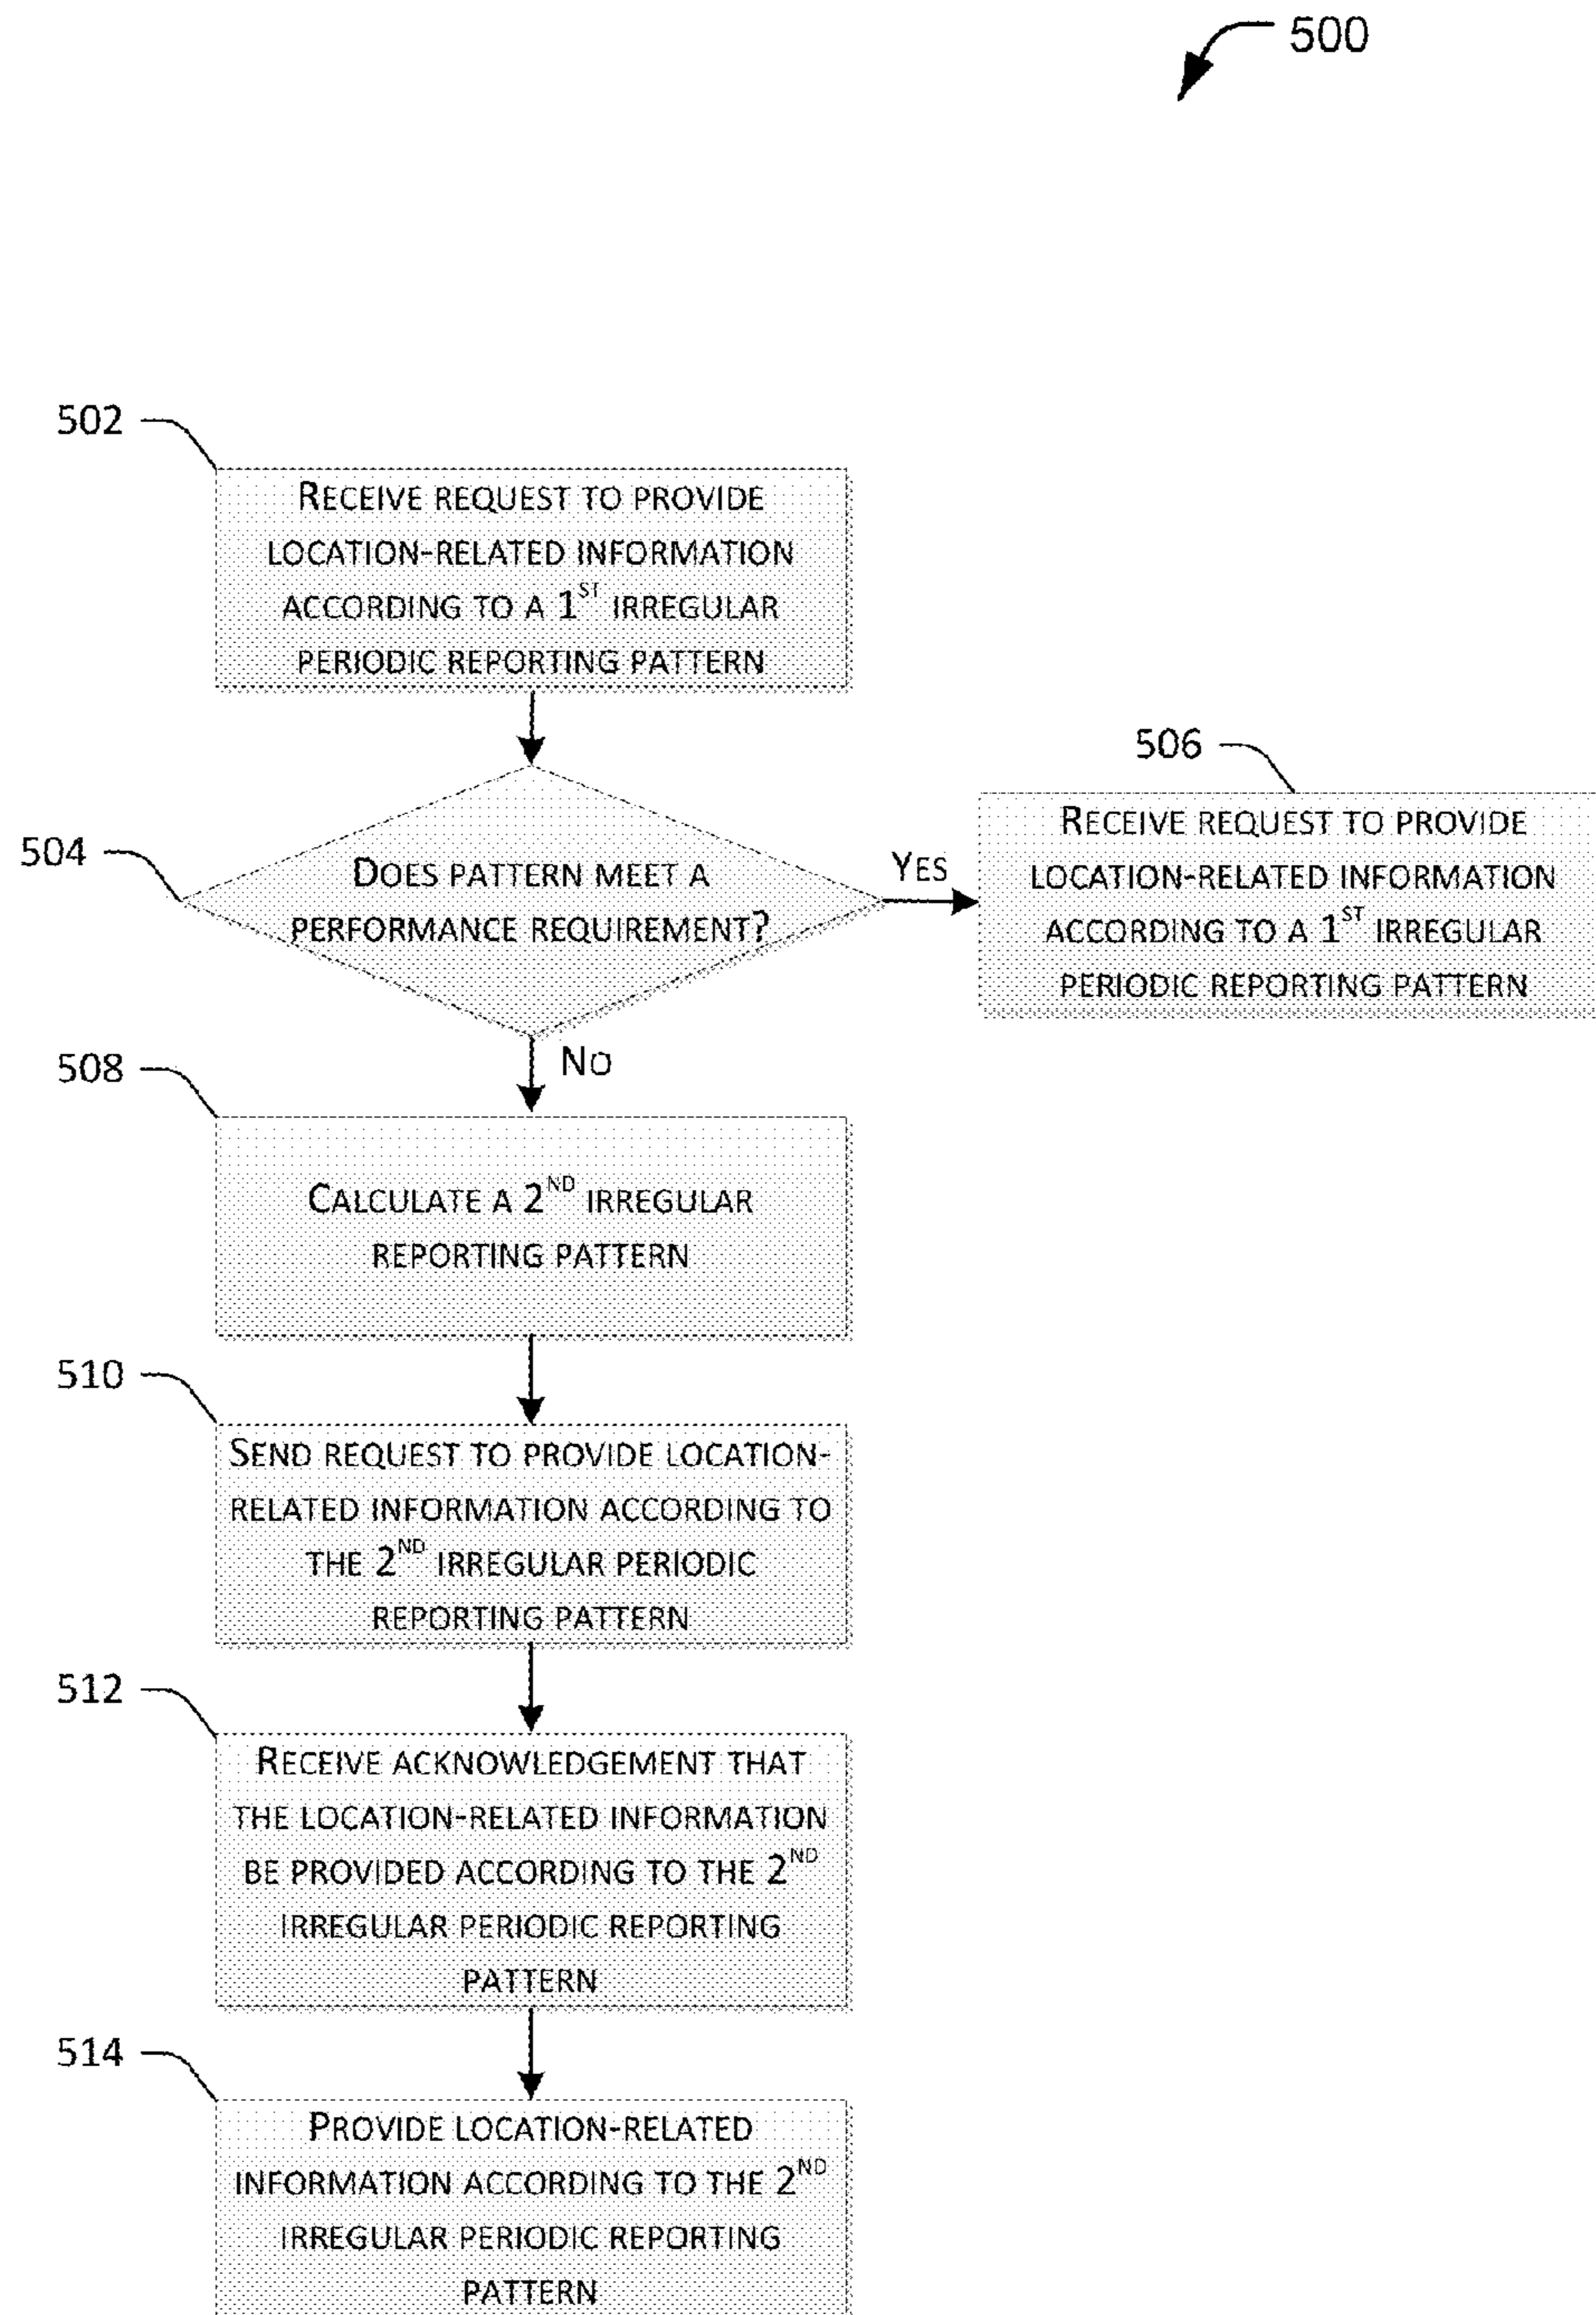 500
502
RECEIVE REQUEST TO PROVIDE
LOCATION-RELATED INFORMATION
ACCORDING TO A 1ST IRREGULAR
PERIODIC REPORTING PATTERN
504
DOES PATTERN MEET A
PERFORMANCE REQUIREMENT?
YES
506
RECEIVE REQUEST TO PROVIDE
LOCATION-RELATED INFORMATION
ACCORDING TO A 1ST IRREGULAR
PERIODIC REPORTING PATTERN
NO
508
CALCULATE A 2ND IRREGULAR
REPORTING PATTERN
510
SEND REQUEST TO PROVIDE LOCATION-
RELATED INFORMATION ACCORDING TO
THE 2ND IRREGULAR PERIODIC
REPORTING PATTERN
512
RECEIVE ACKNOWLEDGEMENT THAT
THE LOCATION-RELATED INFORMATION
BE PROVIDED ACCORDING TO THE 2ND
IRREGULAR PERIODIC REPORTING
PATTERN
514
PROVIDE LOCATION-RELATED
INFORMATION ACCORDING TO THE 2ND
IRREGULAR PERIODIC REPORTING
PATTERN